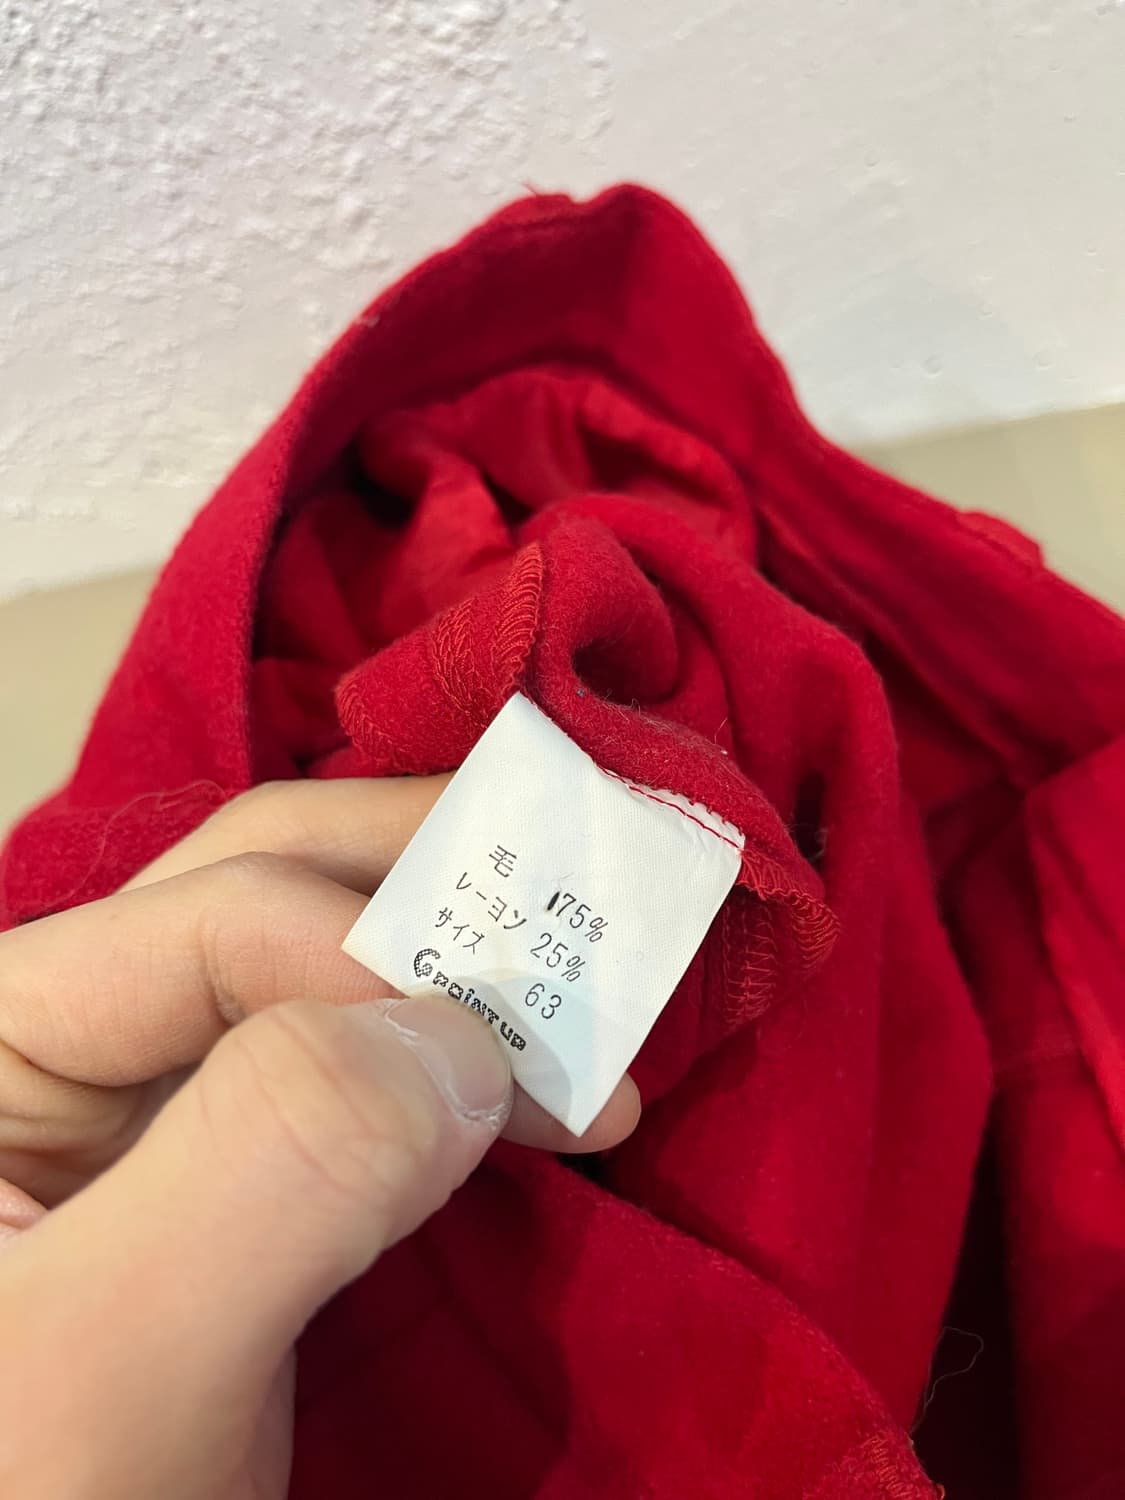 毛 75%
レーヨン 25%
サイズ 63